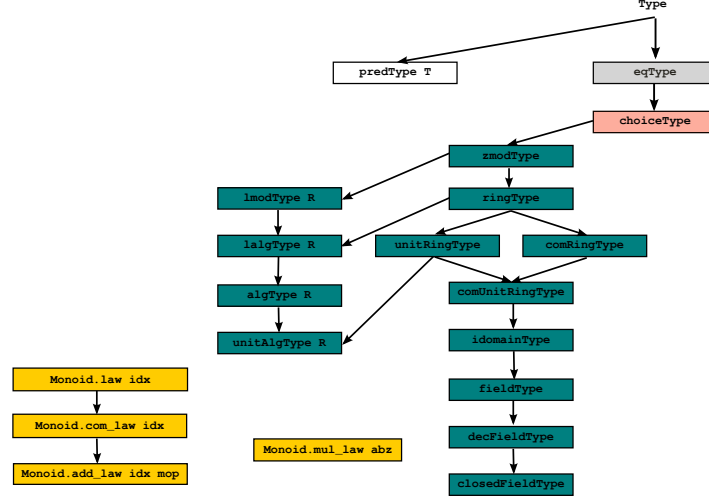 Type
predType T
eqType
choiceType
zmodType
lmodType R
ringType
lalgType R
unitRingType
comRingType
algType R
comUnitRingType
unitAlgType R
idomainType
Monoid.law idx
fieldType
Monoid.com_law idx
decFieldType
Monoid.mul_law abz
Monoid.add_law idx mop
closedFieldType